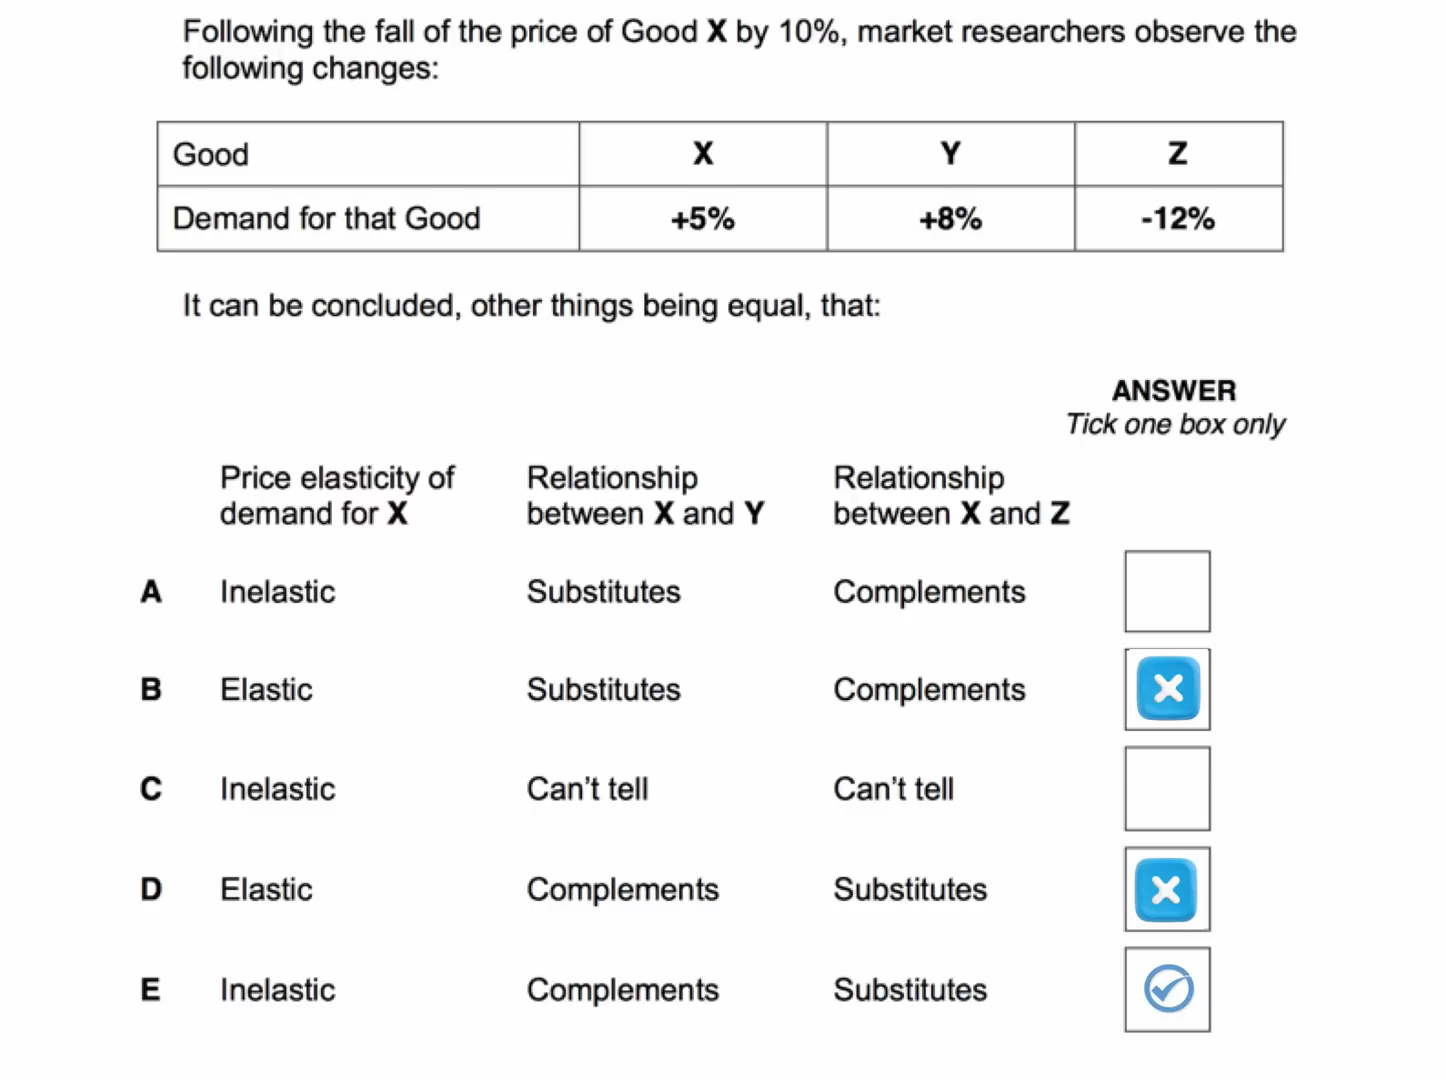 Following the fall of the price of Good X by 10%, market researchers observe the
following changes:
Good X Y Z
Demand for that Good +5% +8% -12%
It can be concluded, other things being equal, that:
ANSWER
Tick one box only
Price elasticity of Relationship Relationship
demand for X between X and Y between X and Z
A Inelastic Substitutes Complements
B Elastic Substitutes Complements
C Inelastic Can't tell Can't tell
D Elastic Complements Substitutes
E Inelastic Complements Substitutes